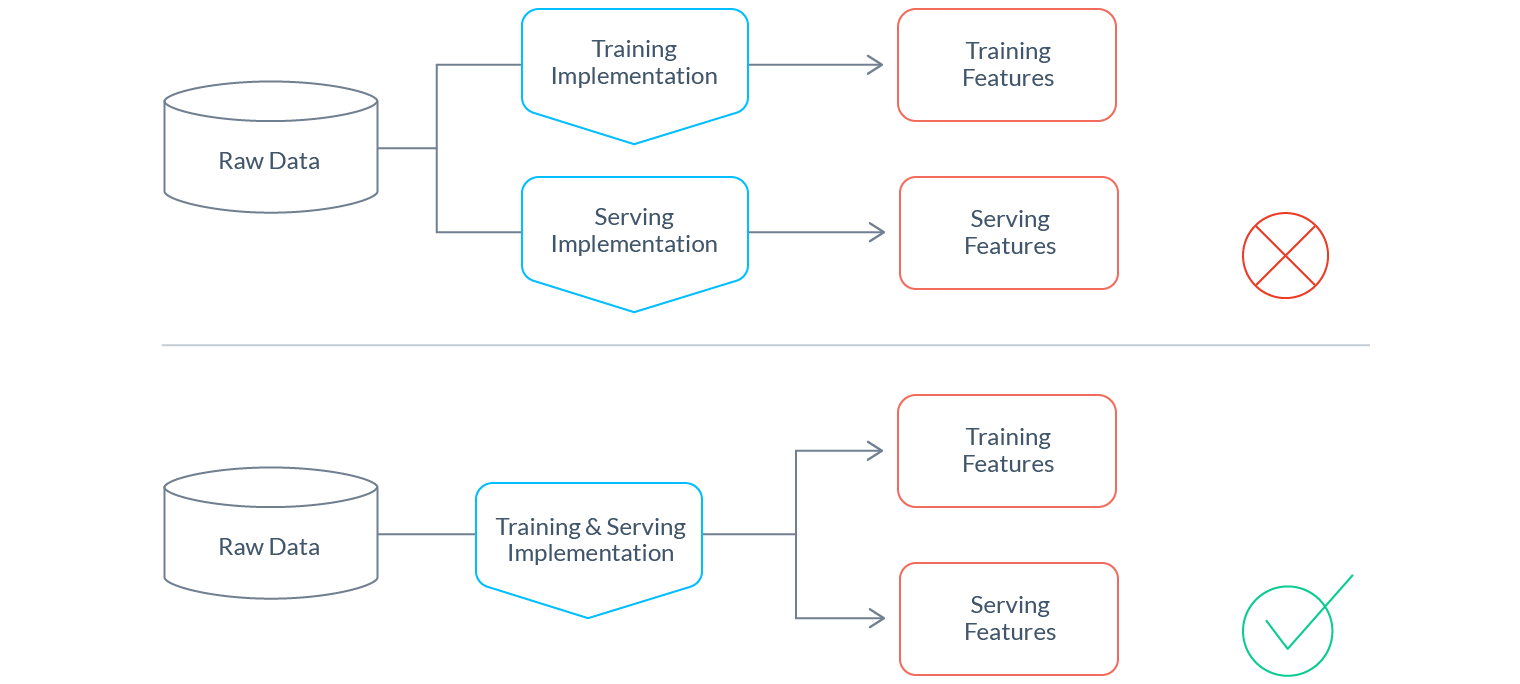 Training
Implementation
Training
Features
Raw Data
Serving
Implementation
Serving
Features
Training
Features
Raw Data
Training & Serving
Implementation
Serving
Features